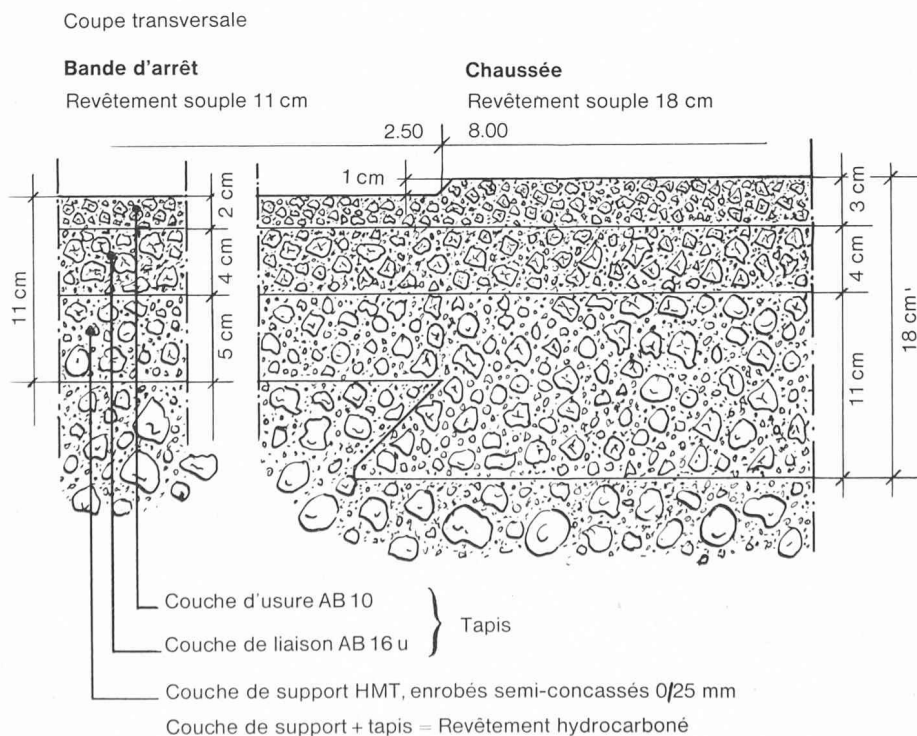 Coupe transversale
Bande d'arrêt
Revêtement souple 11 cm
Chaussée
Revêtement souple 18 cm
2.50
8.00
1 cm
2 cm
4 cm
5 cm
11 cm
3 cm
4 cm
11 cm
18 cm
Couche d'usure AB 10
Couche de liaison AB 16 u
Tapis
Couche de support HMT, enrobés semi-concassés 0/25 mm
Couche de support + tapis = Revêtement hydrocarboné